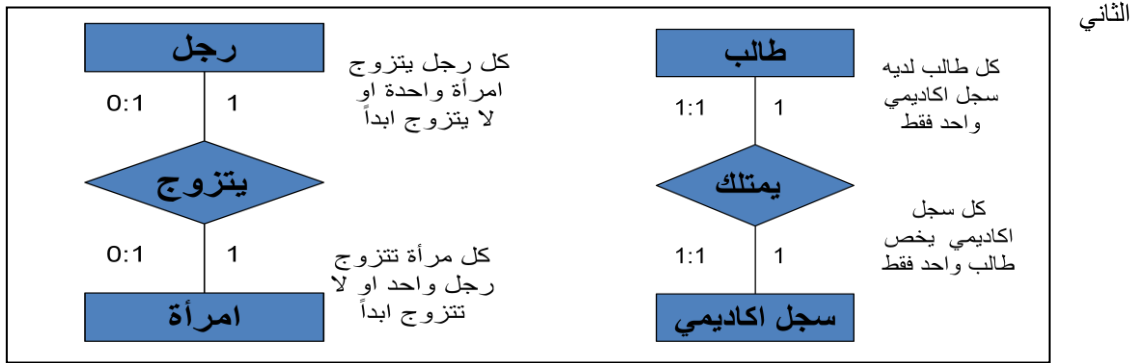 الثاني
طالب
1:1
1
كل طالب لديه
سجل اكاديمي
واحد فقط
يمتلك
1:1
1
كل سجل
اكاديمي يخص
طالب واحد فقط
سجل اكاديمي
رجل
0:1
1
كل رجل يتزوج
امرأة واحدة او
لا يتزوج ابداً
يتزوج
0:1
1
كل مرأة تتزوج
رجل واحد او لا
تتزوج ابداً
امرأة